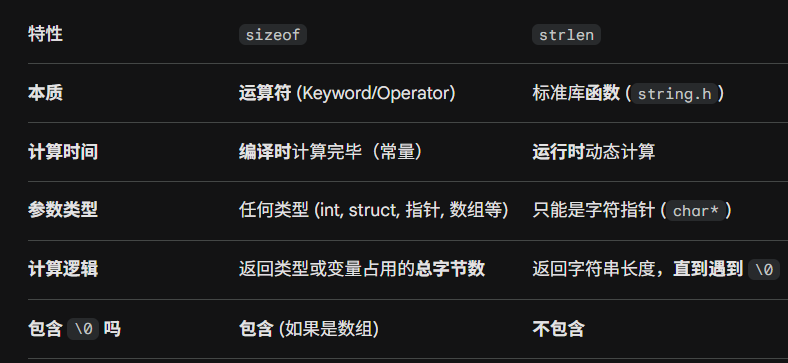 特性 sizeof strlen
本质 运算符 (Keyword/Operator) 标准库函数 (string.h)
计算时间 编译时计算完毕（常量） 运行时动态计算
参数类型 任何类型 (int, struct, 指针, 数组等) 只能是字符指针 (char*)
计算逻辑 返回类型或变量占用的总字节数 返回字符串长度，直到遇到 \0
包含 \0 吗 包含 (如果是数组) 不包含